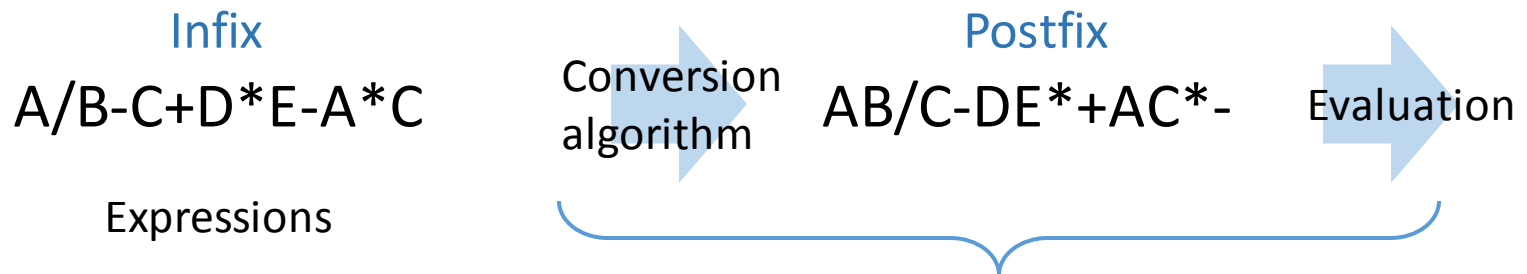 Infix
A/B-C+D*E-A*C
Expressions
Conversion
algorithm
Postfix
AB/C-DE*+AC*-
Evaluation